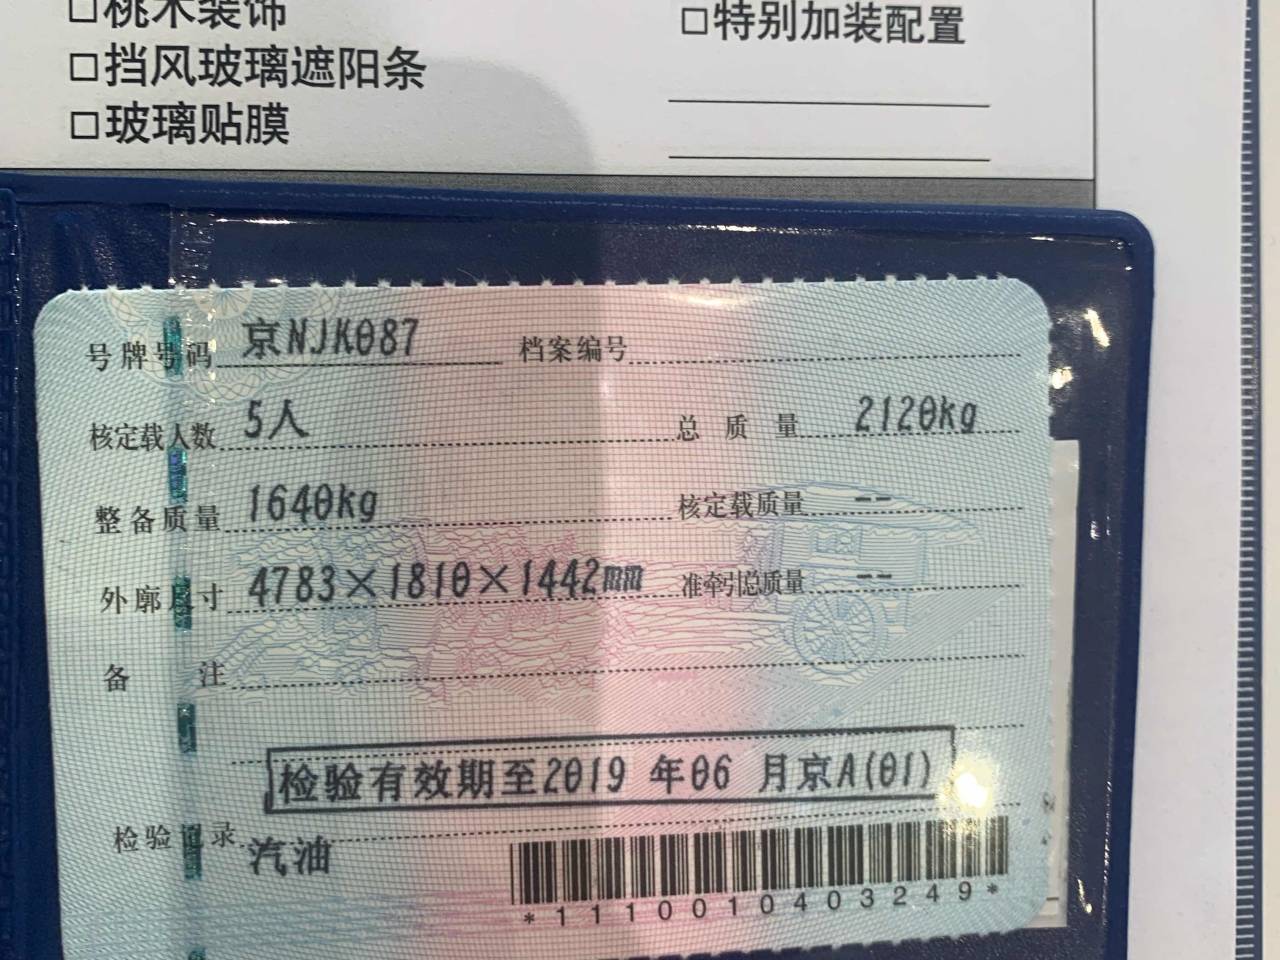 □桃木装饰
□特别加装配置
□挡风玻璃遮阳条
□玻璃贴膜
号牌号码 京NJK087 档案编号
核定载人数 5人 总质量 2120kg
整备质量 1640kg 核定载质量 --
外廓尺寸 4783×1810×1442mm 准牵引总质量 --
备注
检验有效期至2019年06月京A(01)
检验记录 汽油
*1110010403249*